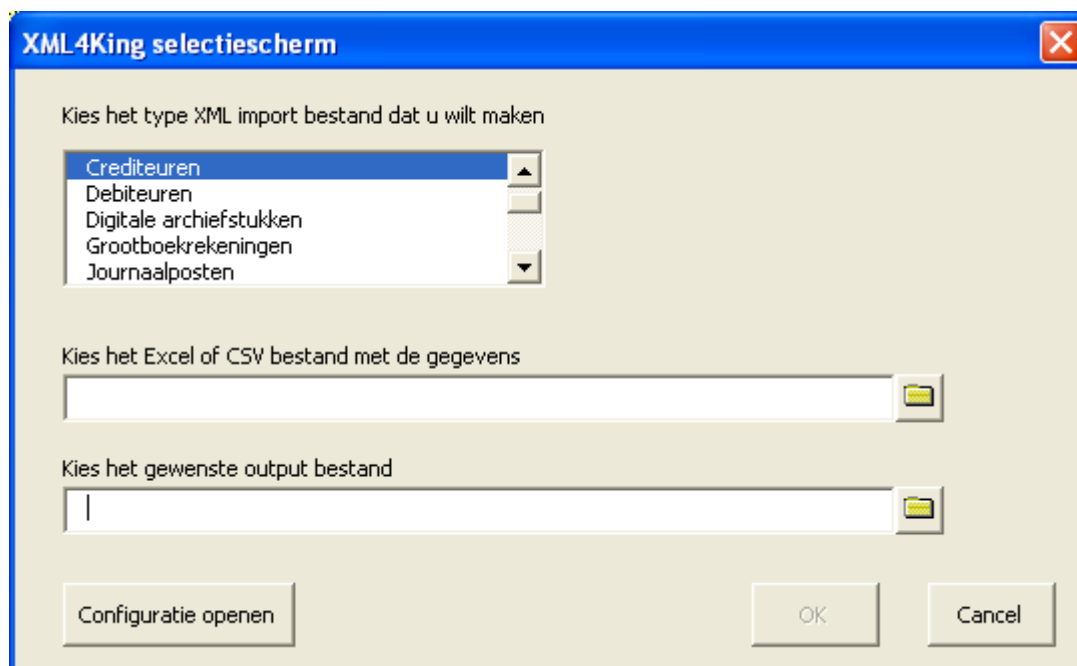 XML4King selectiescherm
Kies het type XML import bestand dat u wilt maken
Crediteuren
Debiteuren
Digitale archiefstukken
Grootboekrekeningen
Journaalposten
Kies het Excel of CSV bestand met de gegevens
Kies het gewenste output bestand
Configuratie openen
OK
Cancel